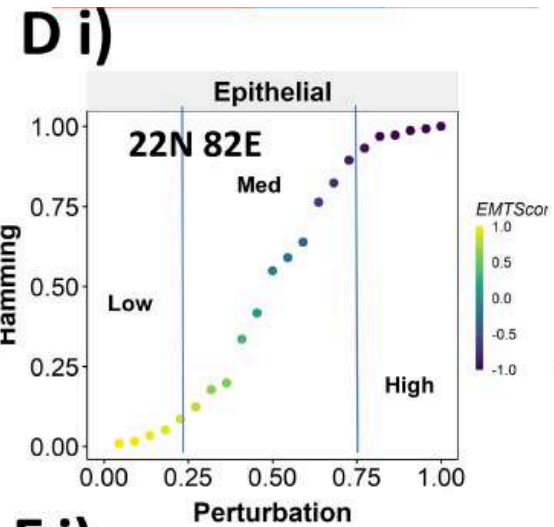 D i)
Epithelial
22N 82E
Med
Low
High
1.00
0.75
0.50
0.25
0.00
Hamming
0.00 0.25 0.50 0.75 1.00
Perturbation
EMTScor
1.0
0.5
0.0
-0.5
-1.0